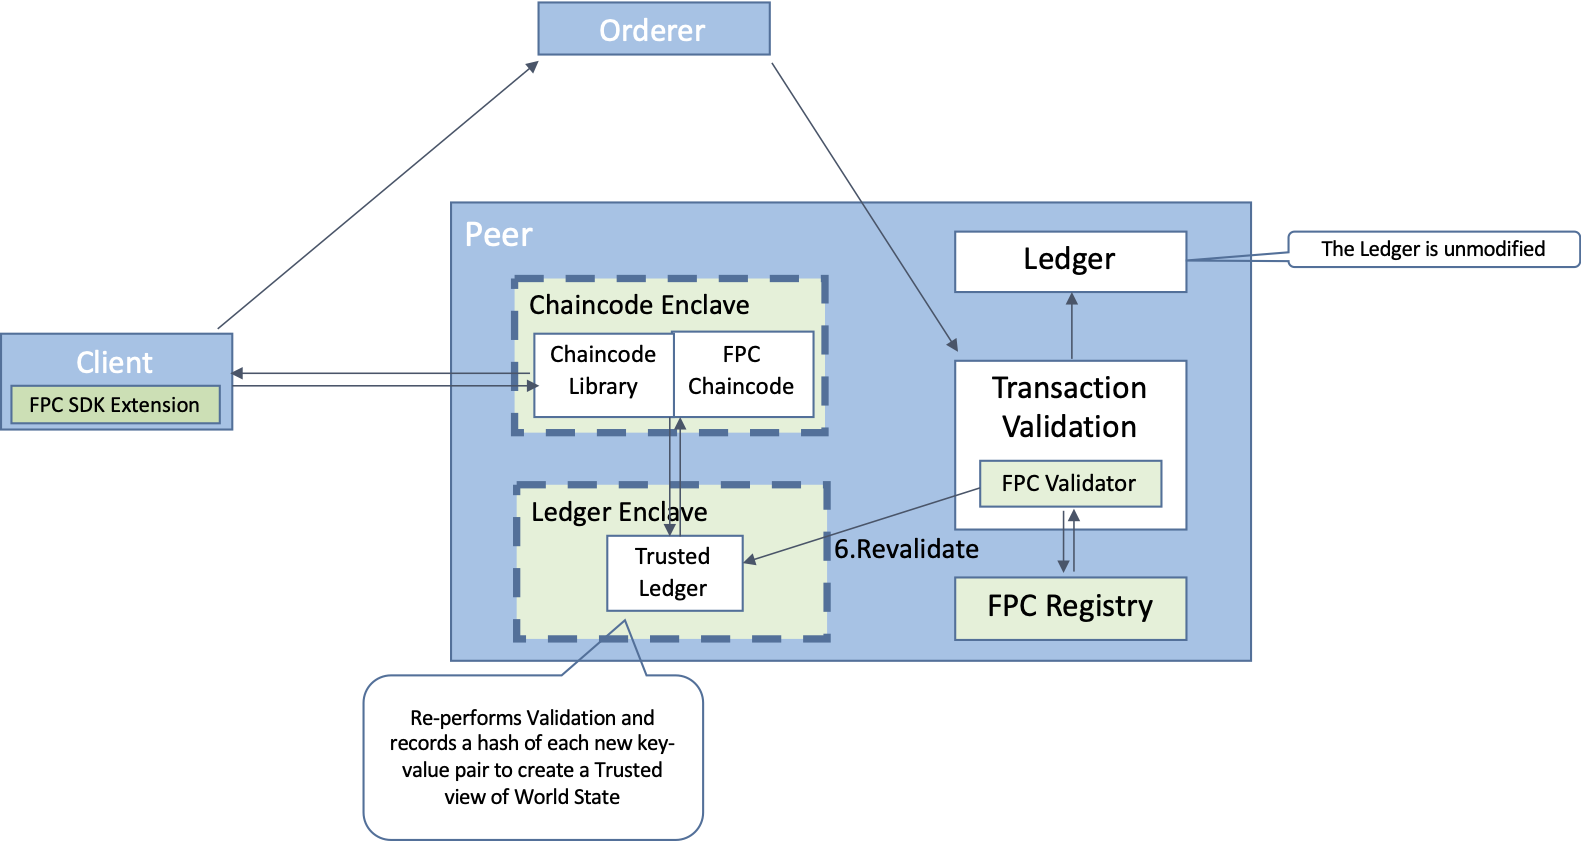 Orderer
Peer
Ledger
The Ledger is unmodified
Chaincode Enclave
Chaincode
Library
FPC
Chaincode
Client
FPC SDK Extension
Transaction
Validation
FPC Validator
Ledger Enclave
Trusted
Ledger
6.Revalidate
FPC Registry
Re-performs Validation and
records a hash of each new key-
value pair to create a Trusted
view of World State